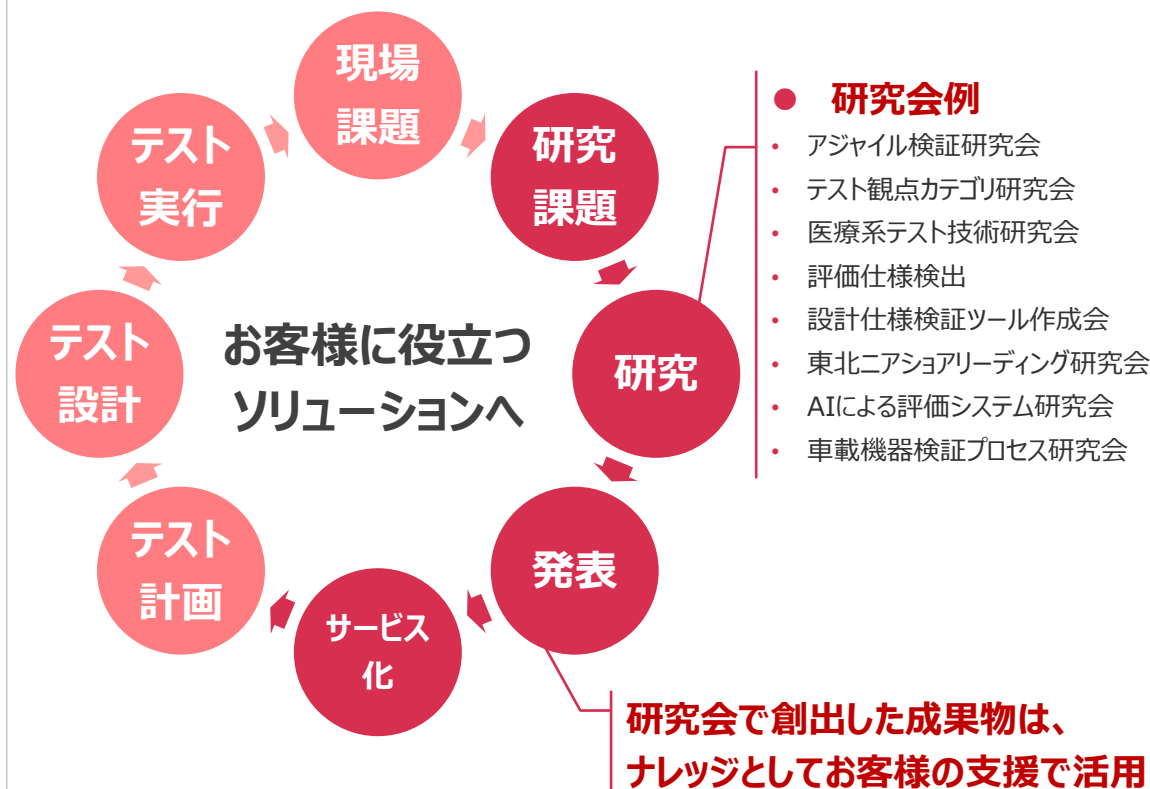 現場
課題
研究
課題
研究
発表
サービス
化
テスト
計画
テスト
設計
テスト
実行
お客様に役立つ
ソリューションへ
● 研究会例
• アジャイル検証研究会
• テスト観点カテゴリ研究会
• 医療系テスト技術研究会
• 評価仕様検出
• 設計仕様検証ツール作成会
• 東北ニアショアリーディング研究会
• AIによる評価システム研究会
• 車載機器検証プロセス研究会
研究会で創出した成果物は、
ナレッジとしてお客様の支援で活用